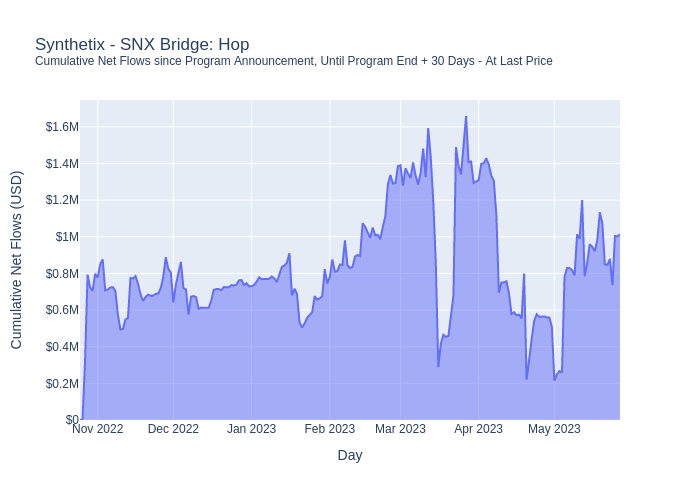 Synthetix - SNX Bridge: Hop
Cumulative Net Flows since Program Announcement, Until Program End + 30 Days - At Last Price
$1.6M
$1.4M
$1.2M
$1M
$0.8M
$0.6M
$0.4M
$0.2M
$0
Cumulative Net Flows (USD)
Nov 2022
Dec 2022
Jan 2023
Feb 2023
Mar 2023
Apr 2023
May 2023
Day